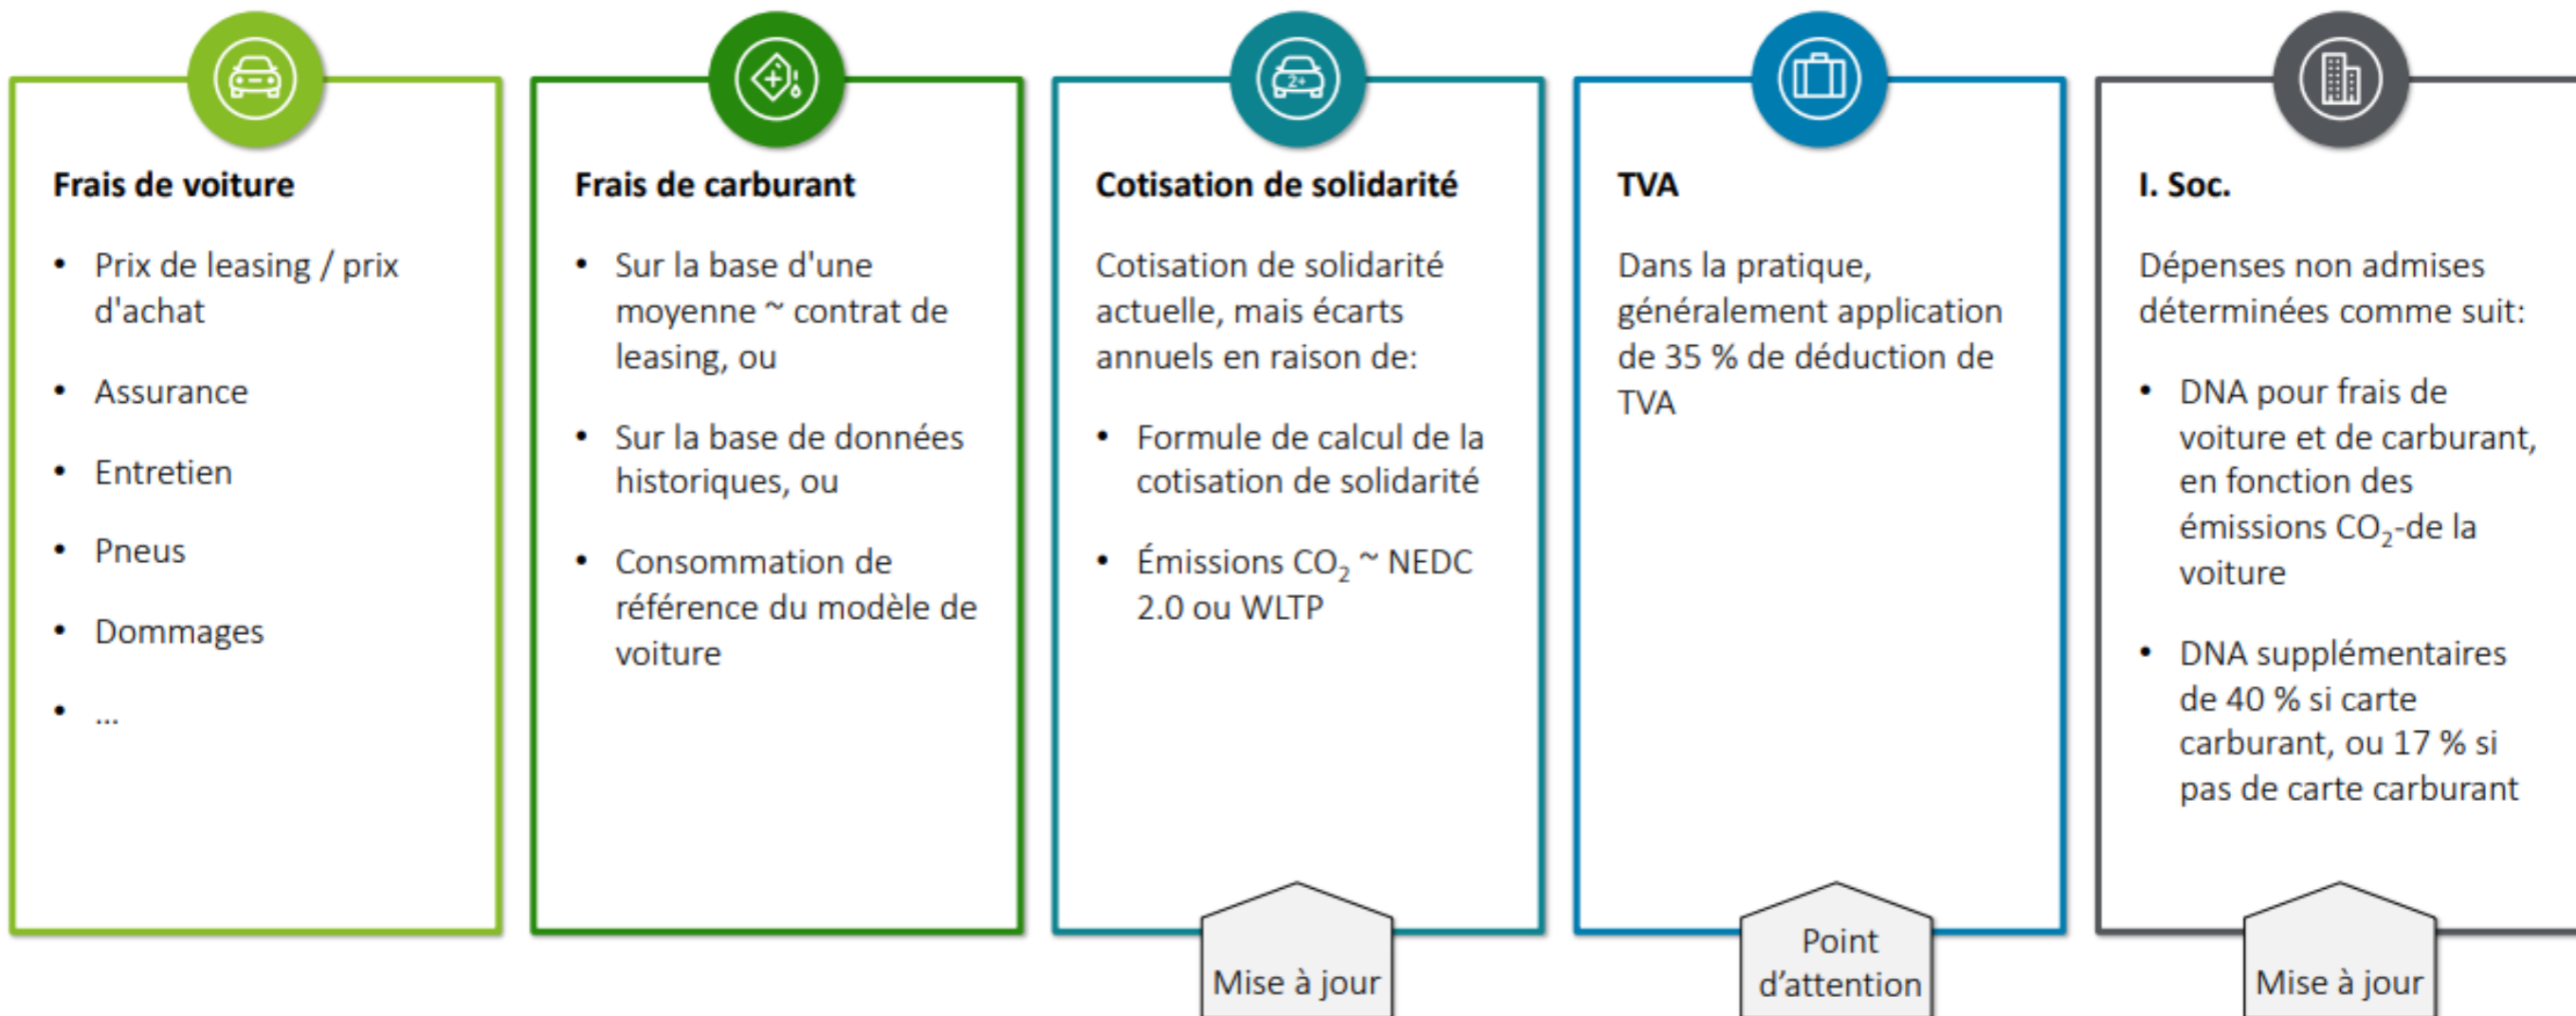 Frais de voiture
• Prix de leasing / prix
d'achat
• Assurance
• Entretien
• Pneus
• Dommages
• ...
Frais de carburant
• Sur la base d'une
moyenne ~ contrat de
leasing, ou
• Sur la base de données
historiques, ou
• Consommation de
référence du modèle de
voiture
2+
Cotisation de solidarité
Cotisation de solidarité
actuelle, mais écarts
annuels en raison de:
• Formule de calcul de la
cotisation de solidarité
• Émissions CO₂ ~ NEDC
2.0 ou WLTP
Mise à jour
TVA
Dans la pratique,
généralement application
de 35 % de déduction de
TVA
Point
d’attention
I. Soc.
Dépenses non admises
déterminées comme suit:
• DNA pour frais de
voiture et de carburant,
en fonction des
émissions CO₂-de la
voiture
• DNA supplémentaires
de 40 % si carte
carburant, ou 17 % si
pas de carte carburant
Mise à jour